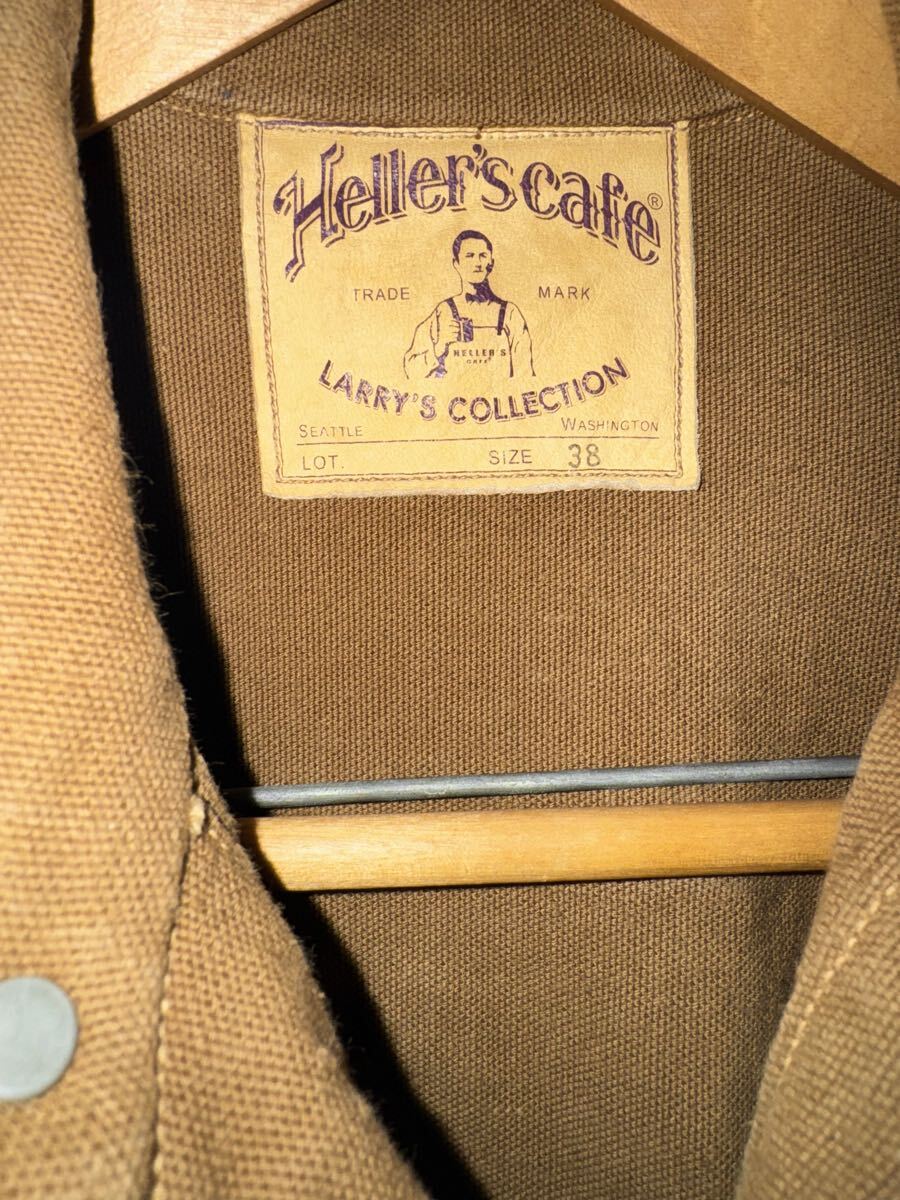 Heller's Cafe ®
TRADE MARK
HELLER'S
CAFE
LARRY'S COLLECTION
SEATTLE WASHINGTON
LOT. SIZE 38